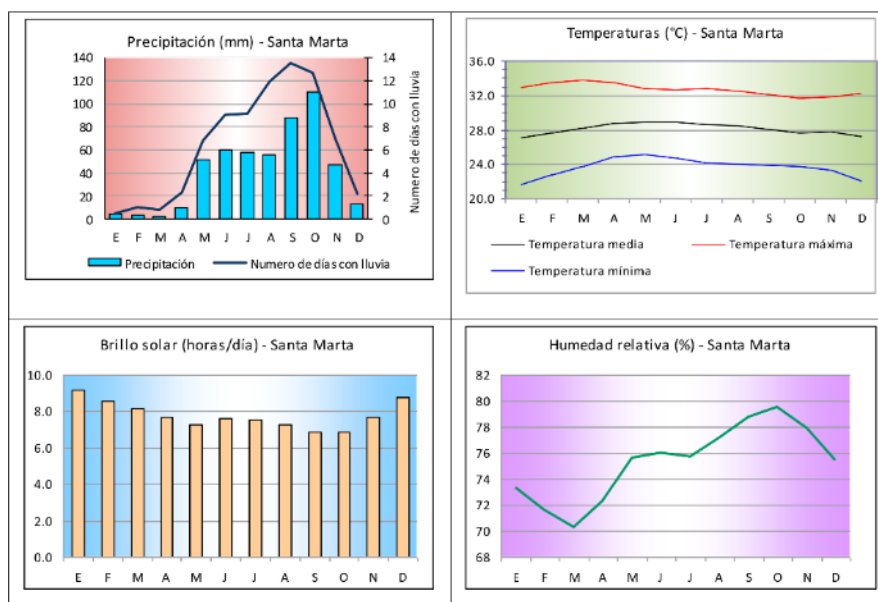 Precipitación (mm) - Santa Marta
140
120
100
80
60
40
20
0
14
12
10
8
6
4
2
0
Numero de días con lluvia
E F M A M J J A S O N D
Precipitación Numero de días con lluvia
Temperaturas (°C) - Santa Marta
36.0
32.0
28.0
24.0
20.0
E F M A M J J A S O N D
Temperatura media Temperatura máxima
Temperatura mínima
Brillo solar (horas/día) - Santa Marta
10.0
8.0
6.0
4.0
2.0
0.0
E F M A M J J A S O N D
Humedad relativa (%) - Santa Marta
82
80
78
76
74
72
70
68
E F M A M J J A S O N D